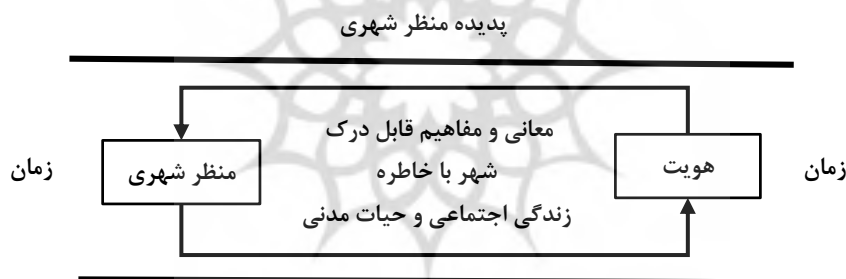 پدیده منظر شهری
معانی و مفاهیم قابل درک
زمان
هویت
شهر با خاطره
منظر شهری
زمان
زندگی اجتماعی و حیات مدنی